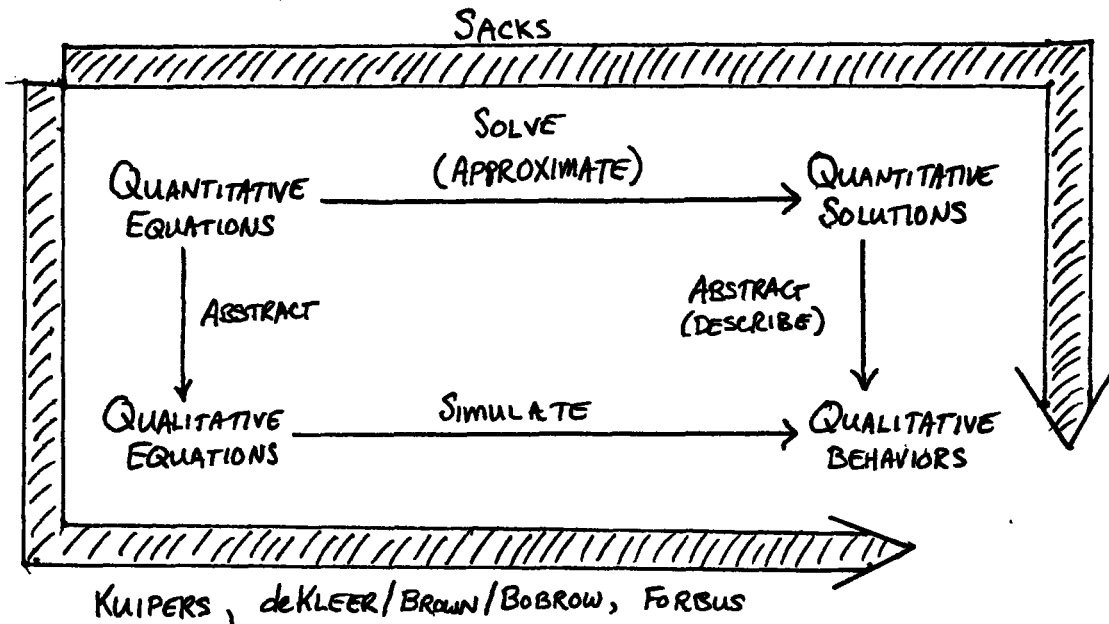 SACKS
SOLVE
(APPROXIMATE)
QUANTITATIVE
EQUATIONS
QUANTITATIVE
SOLUTIONS
ABSTRACT
ABSTRACT
(DESCRIBE)
QUALITATIVE
EQUATIONS
SIMULATE
QUALITATIVE
BEHAVIORS
KUIPERS, deKLEER/BROWN/BOBROW, FORBUS